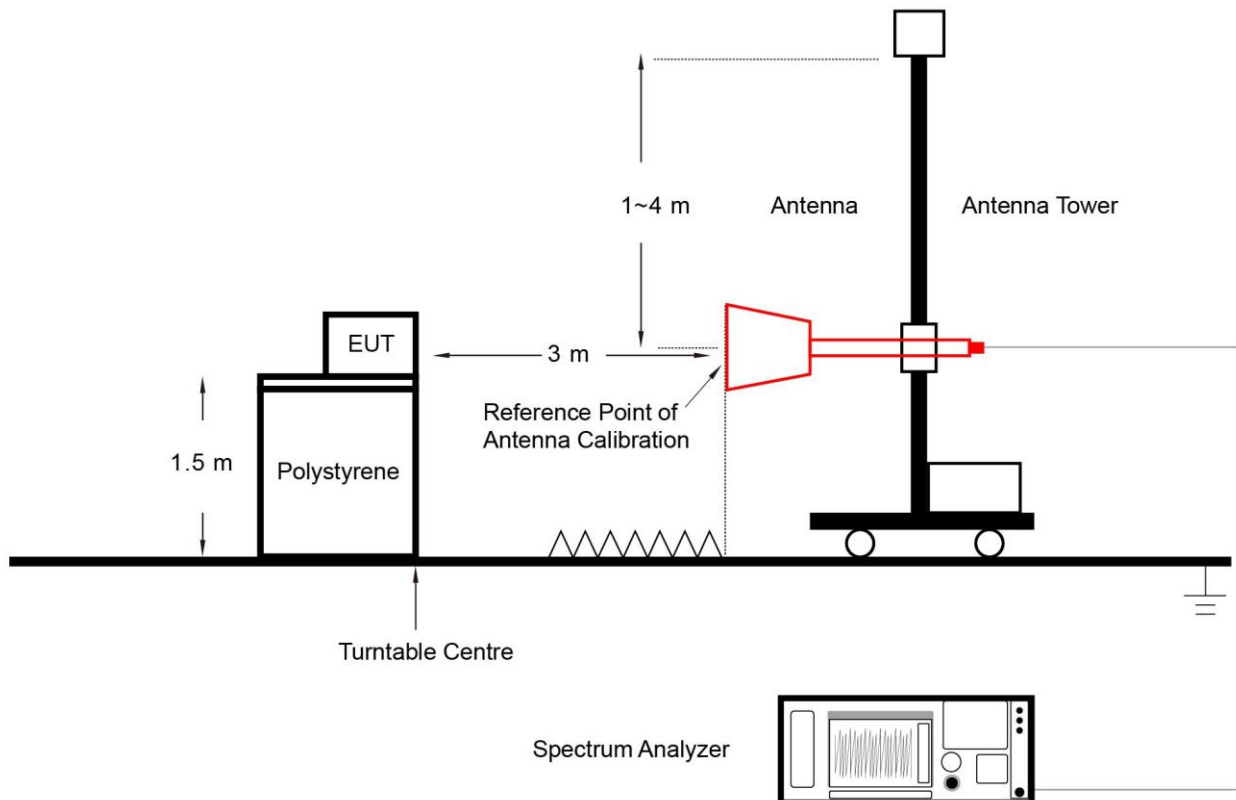 1~4 m
Antenna
Antenna Tower
EUT
3 m
Reference Point of
Antenna Calibration
1.5 m
Polystyrene
Turntable Centre
Spectrum Analyzer